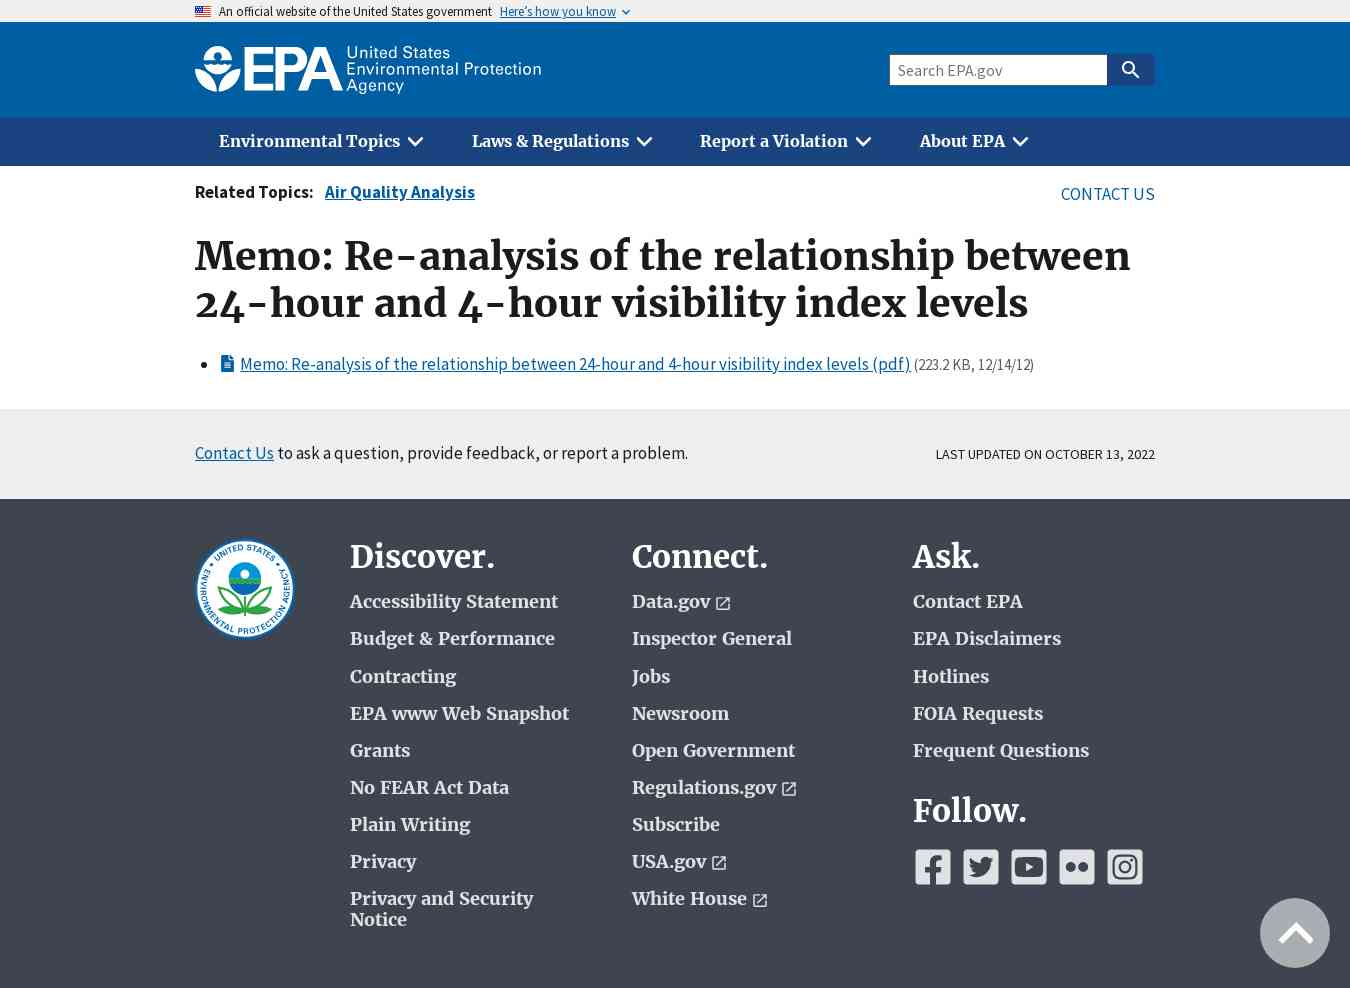 An official website of the United States government Here's how you know
EPA United States
Environmental Protection
Agency
Search EPA.gov
Environmental Topics
Laws & Regulations
Report a Violation
About EPA
Related Topics: Air Quality Analysis
CONTACT US
Memo: Re-analysis of the relationship between
24-hour and 4-hour visibility index levels
Memo: Re-analysis of the relationship between 24-hour and 4-hour visibility index levels (pdf) (223.2 KB, 12/14/12)
Contact Us to ask a question, provide feedback, or report a problem.
LAST UPDATED ON OCTOBER 13, 2022
UNITED STATES
ENVIRONMENTAL PROTECTION AGENCY
Discover.
Accessibility Statement
Budget & Performance
Contracting
EPA www Web Snapshot
Grants
No FEAR Act Data
Plain Writing
Privacy
Privacy and Security
Notice
Connect.
Data.gov
Inspector General
Jobs
Newsroom
Open Government
Regulations.gov
Subscribe
USA.gov
White House
Ask.
Contact EPA
EPA Disclaimers
Hotlines
FOIA Requests
Frequent Questions
Follow.